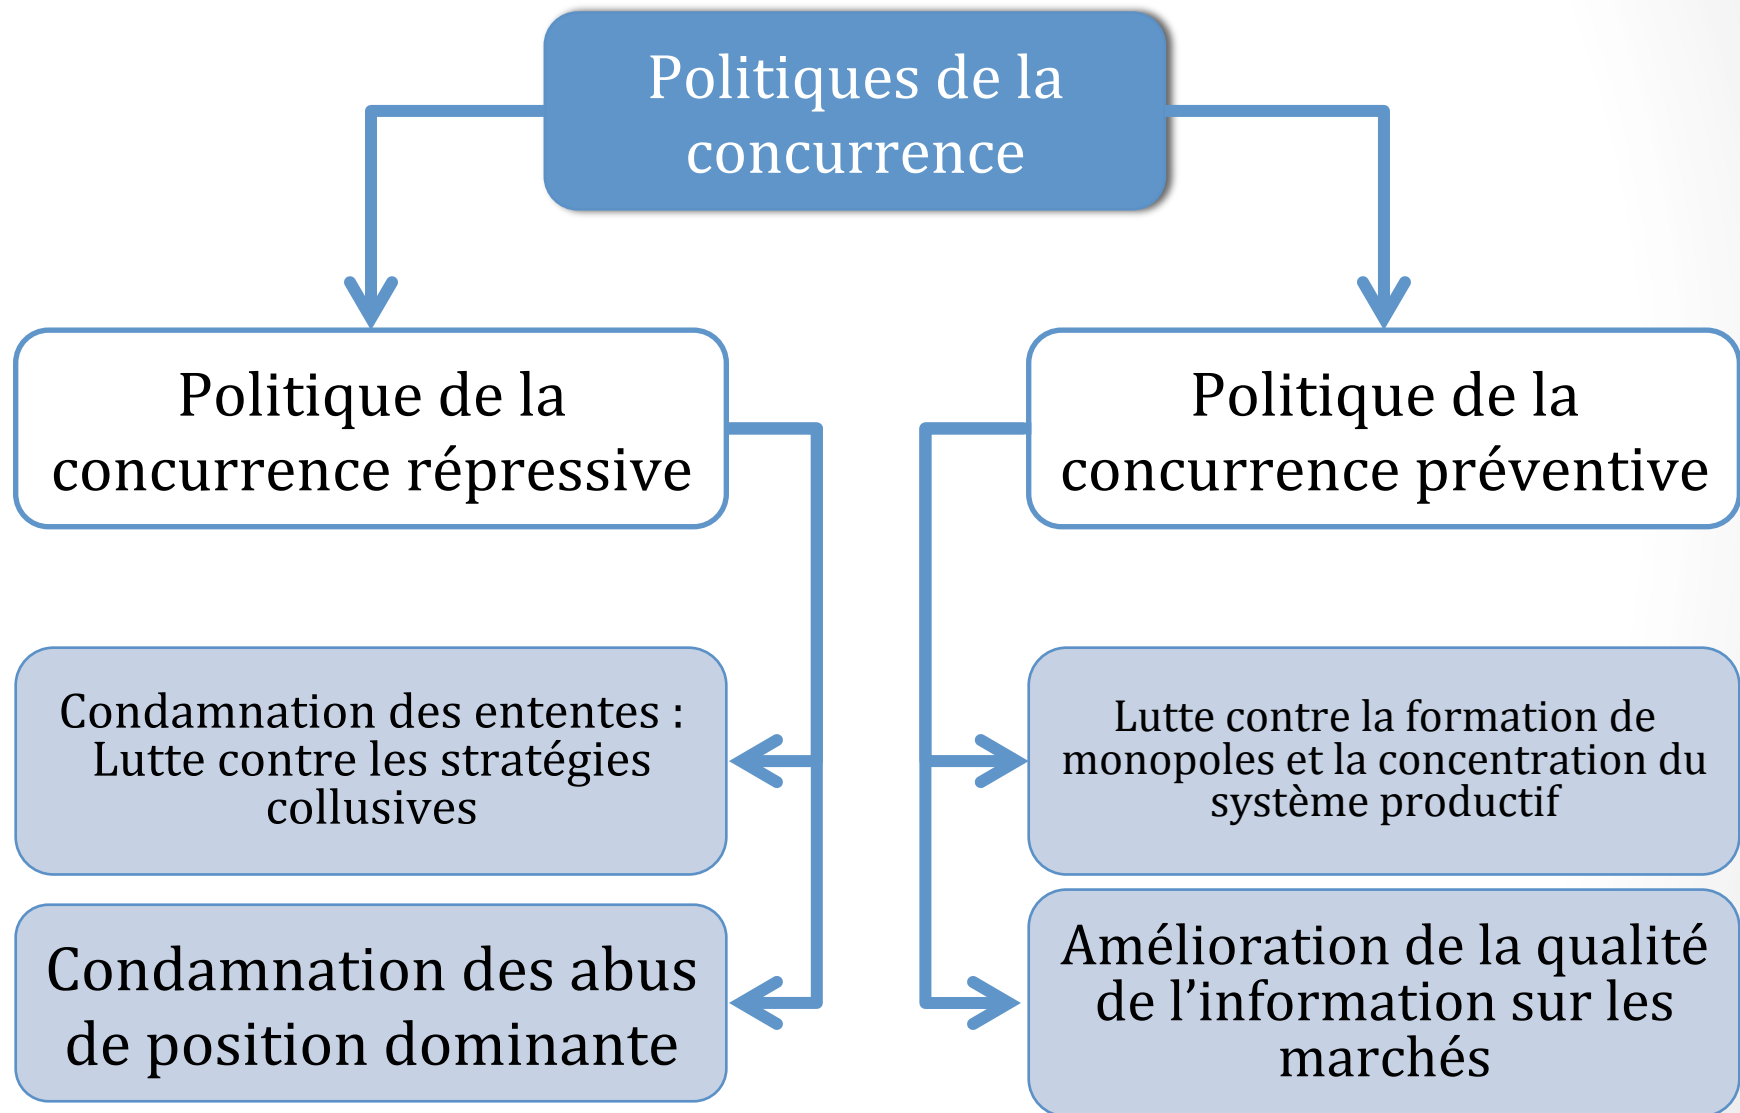 Politiques de la
concurrence
Politique de la
concurrence répressive
Politique de la
concurrence préventive
Condamnation des ententes :
Lutte contre les stratégies
collusives
Lutte contre la formation de
monopoles et la concentration du
système productif
Condamnation des abus
de position dominante
Amélioration de la qualité
de l’information sur les
marchés